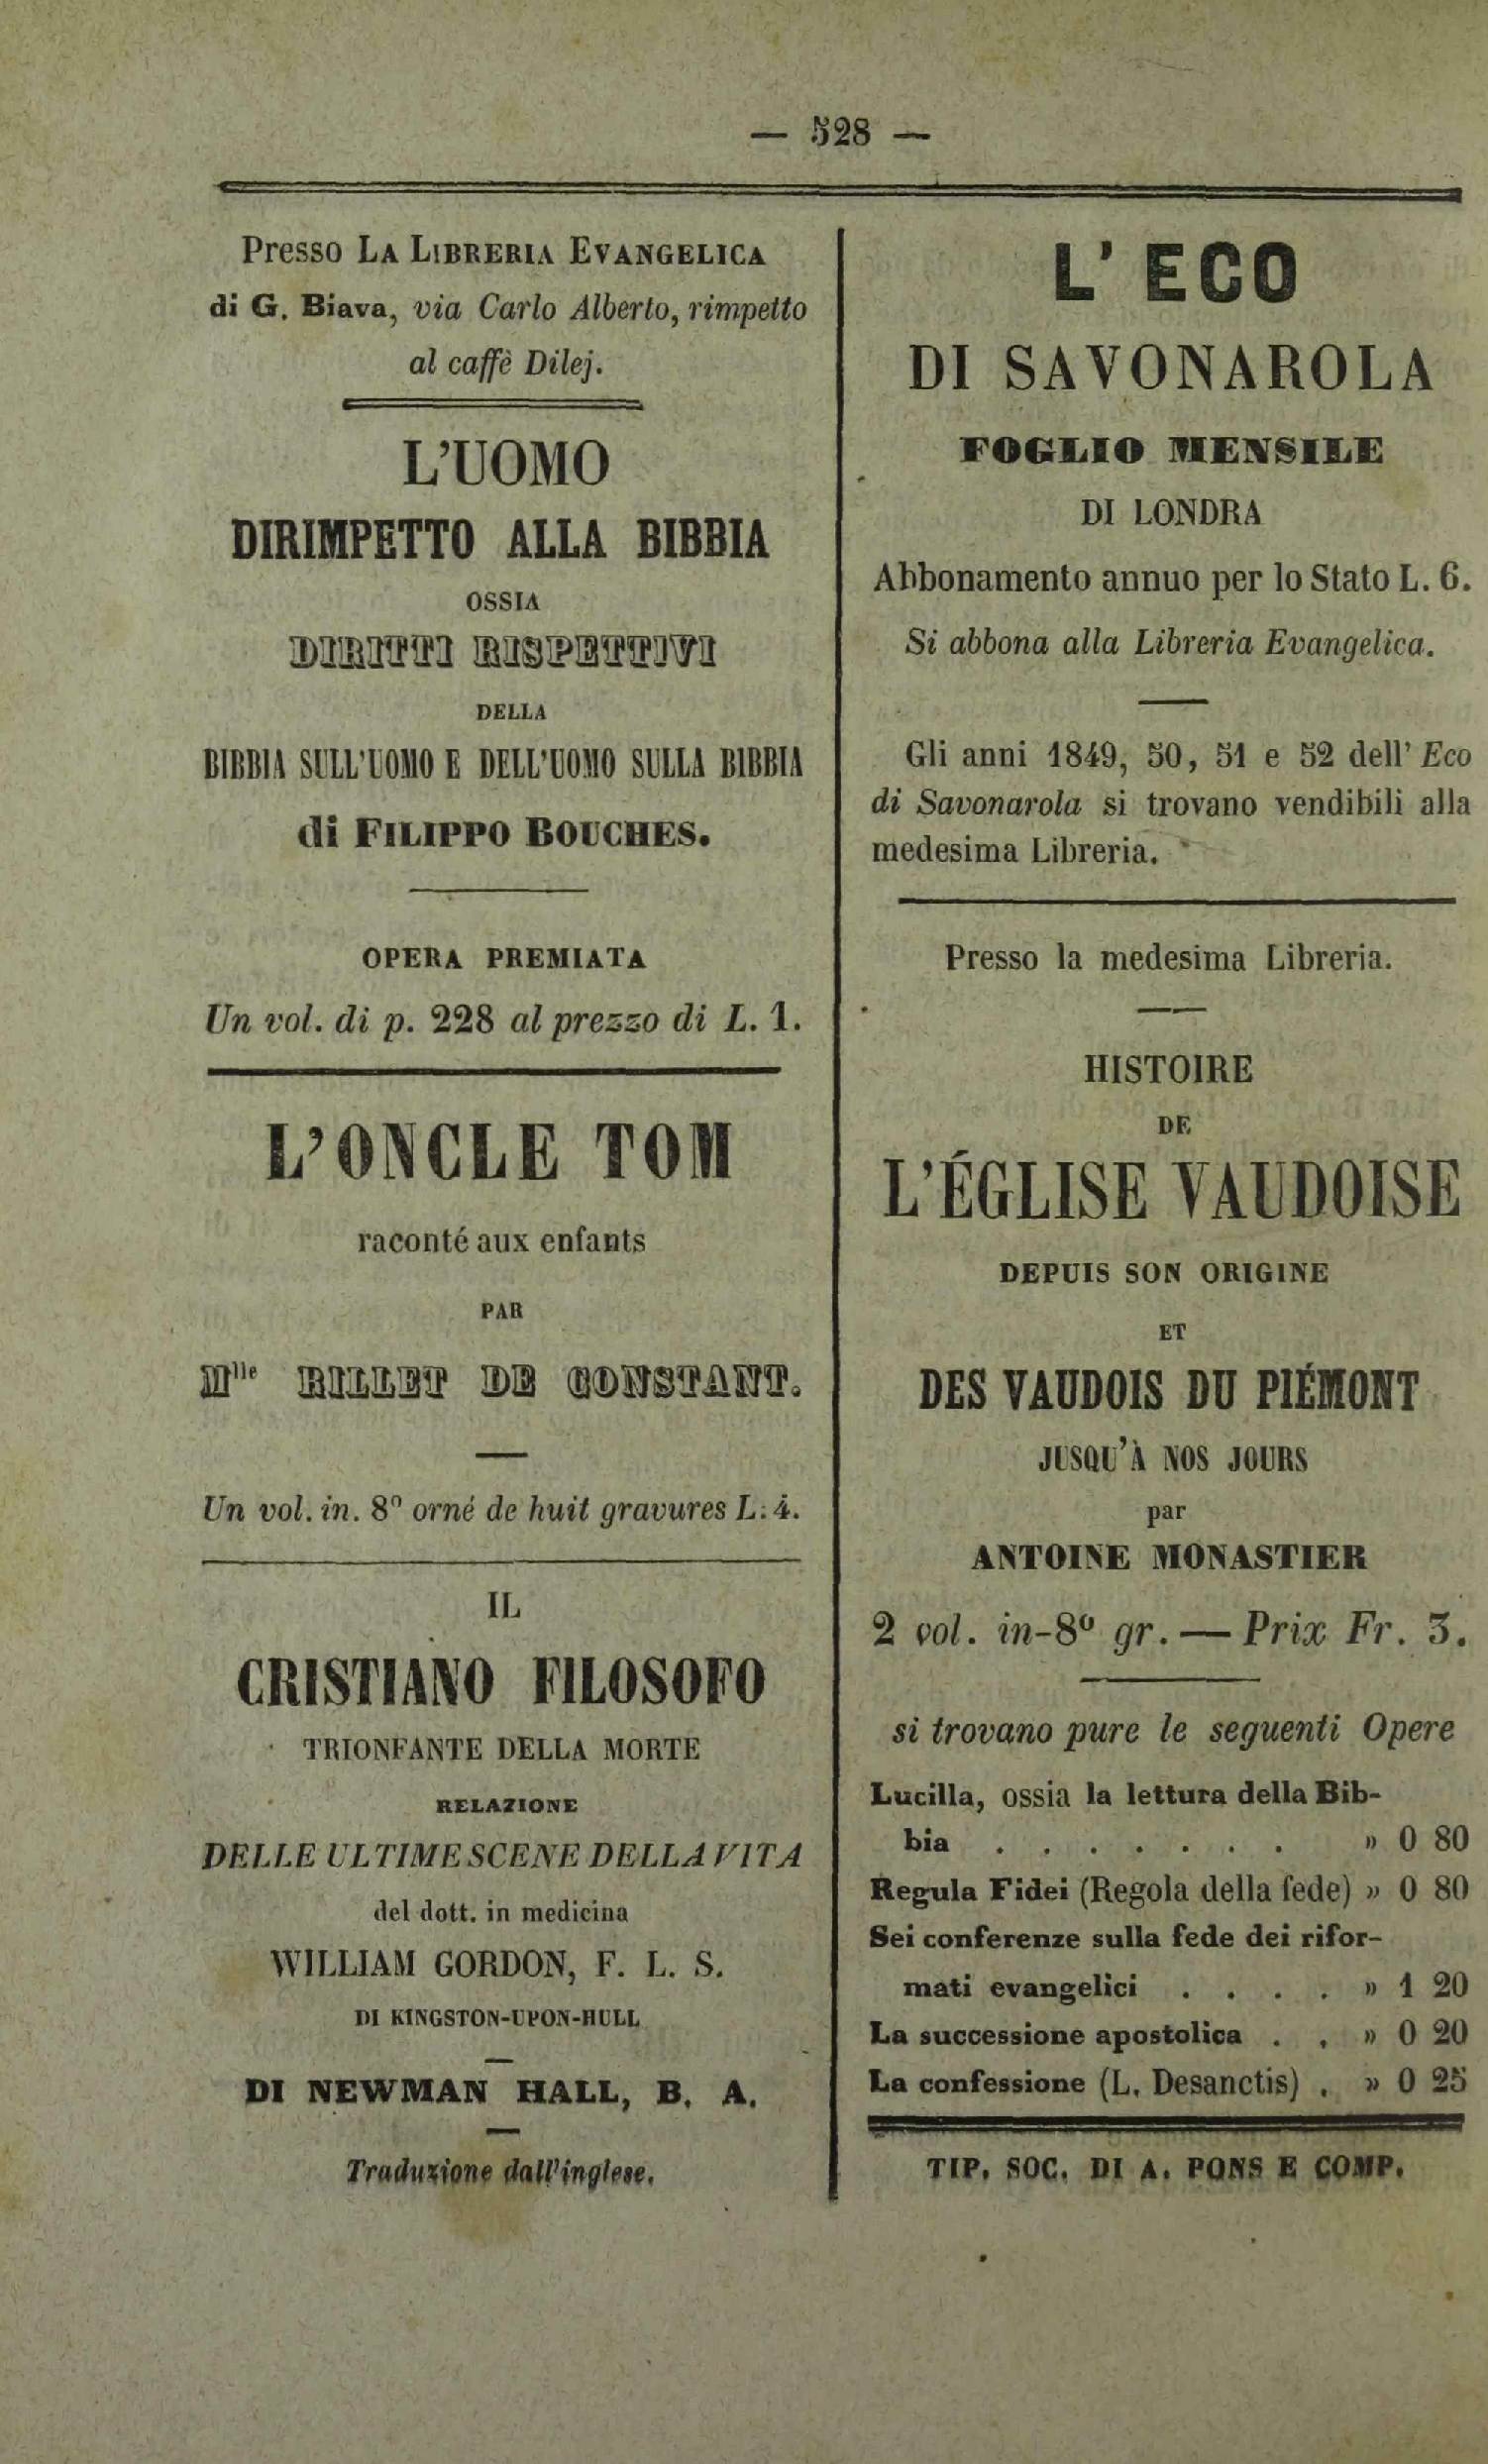 — 528 —
Presso LA LIBRERIA EVANGELICA
di G. Biava, via Carlo Alberto, rimpetto
al caffè Dilej.
L'UOMO
DIRIMPETTO ALLA BIBBIA
OSSIA
DIRITTI RISPETTIVI
DELLA
BIBBIA SULL'UOMO E DELL'UOMO SULLA BIBBIA
di FILIPPO BOUCHES.
OPERA PREMIATA
Un vol. di p. 228 al prezzo di L. 1.
L'ONCLE TOM
raconté aux enfants
PAR
Mlle RILLET DE CONSTANT.
Un vol. in. 8º orné de huit gravures L. 4.
IL
CRISTIANO FILOSOFO
TRIONFANTE DELLA MORTE
RELAZIONE
DELLE ULTIME SCENE DELLA VITA
del dott. in medicina
WILLIAM GORDON, F. L. S.
DI KINGSTON-UPON-HULL
DI NEWMAN HALL, B. A.
Traduzione dall'inglese.
L'ECO
DI SAVONAROLA
FOGLIO MENSILE
DI LONDRA
Abbonamento annuo per lo Stato L. 6.
Si abbona alla Libreria Evangelica.
Gli anni 1849, 50, 51 e 52 dell' Eco
di Savonarola si trovano vendibili alla
medesima Libreria.
Presso la medesima Libreria.
HISTOIRE
DE
L'ÉGLISE VAUDOISE
DEPUIS SON ORIGINE
ET
DES VAUDOIS DU PIÉMONT
JUSQU'À NOS JOURS
par
ANTOINE MONASTIER
2 vol. in-8º gr. — Prix Fr. 3.
si trovano pure le seguenti Opere
Lucilla, ossia la lettura della Bib-
bia . . . . . . . » 0 80
Regula Fidei (Regola della fede) » 0 80
Sei conferenze sulla fede dei rifor-
mati evangelici . . . . » 1 20
La successione apostolica . . » 0 20
La confessione (L. Desanctis) . » 0 25
TIP. SOC. DI A. PONS E COMP.